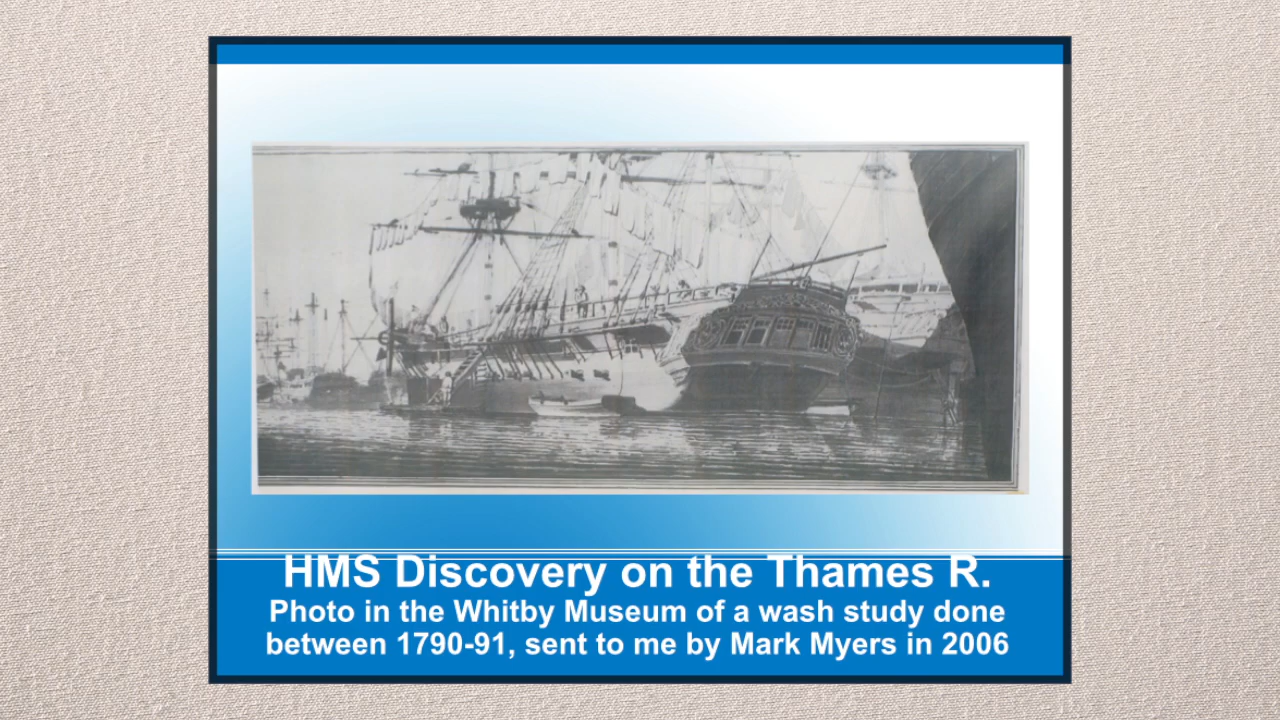 HMS Discovery on the Thames R.
Photo in the Whitby Museum of a wash study done
between 1790-91, sent to me by Mark Myers in 2006